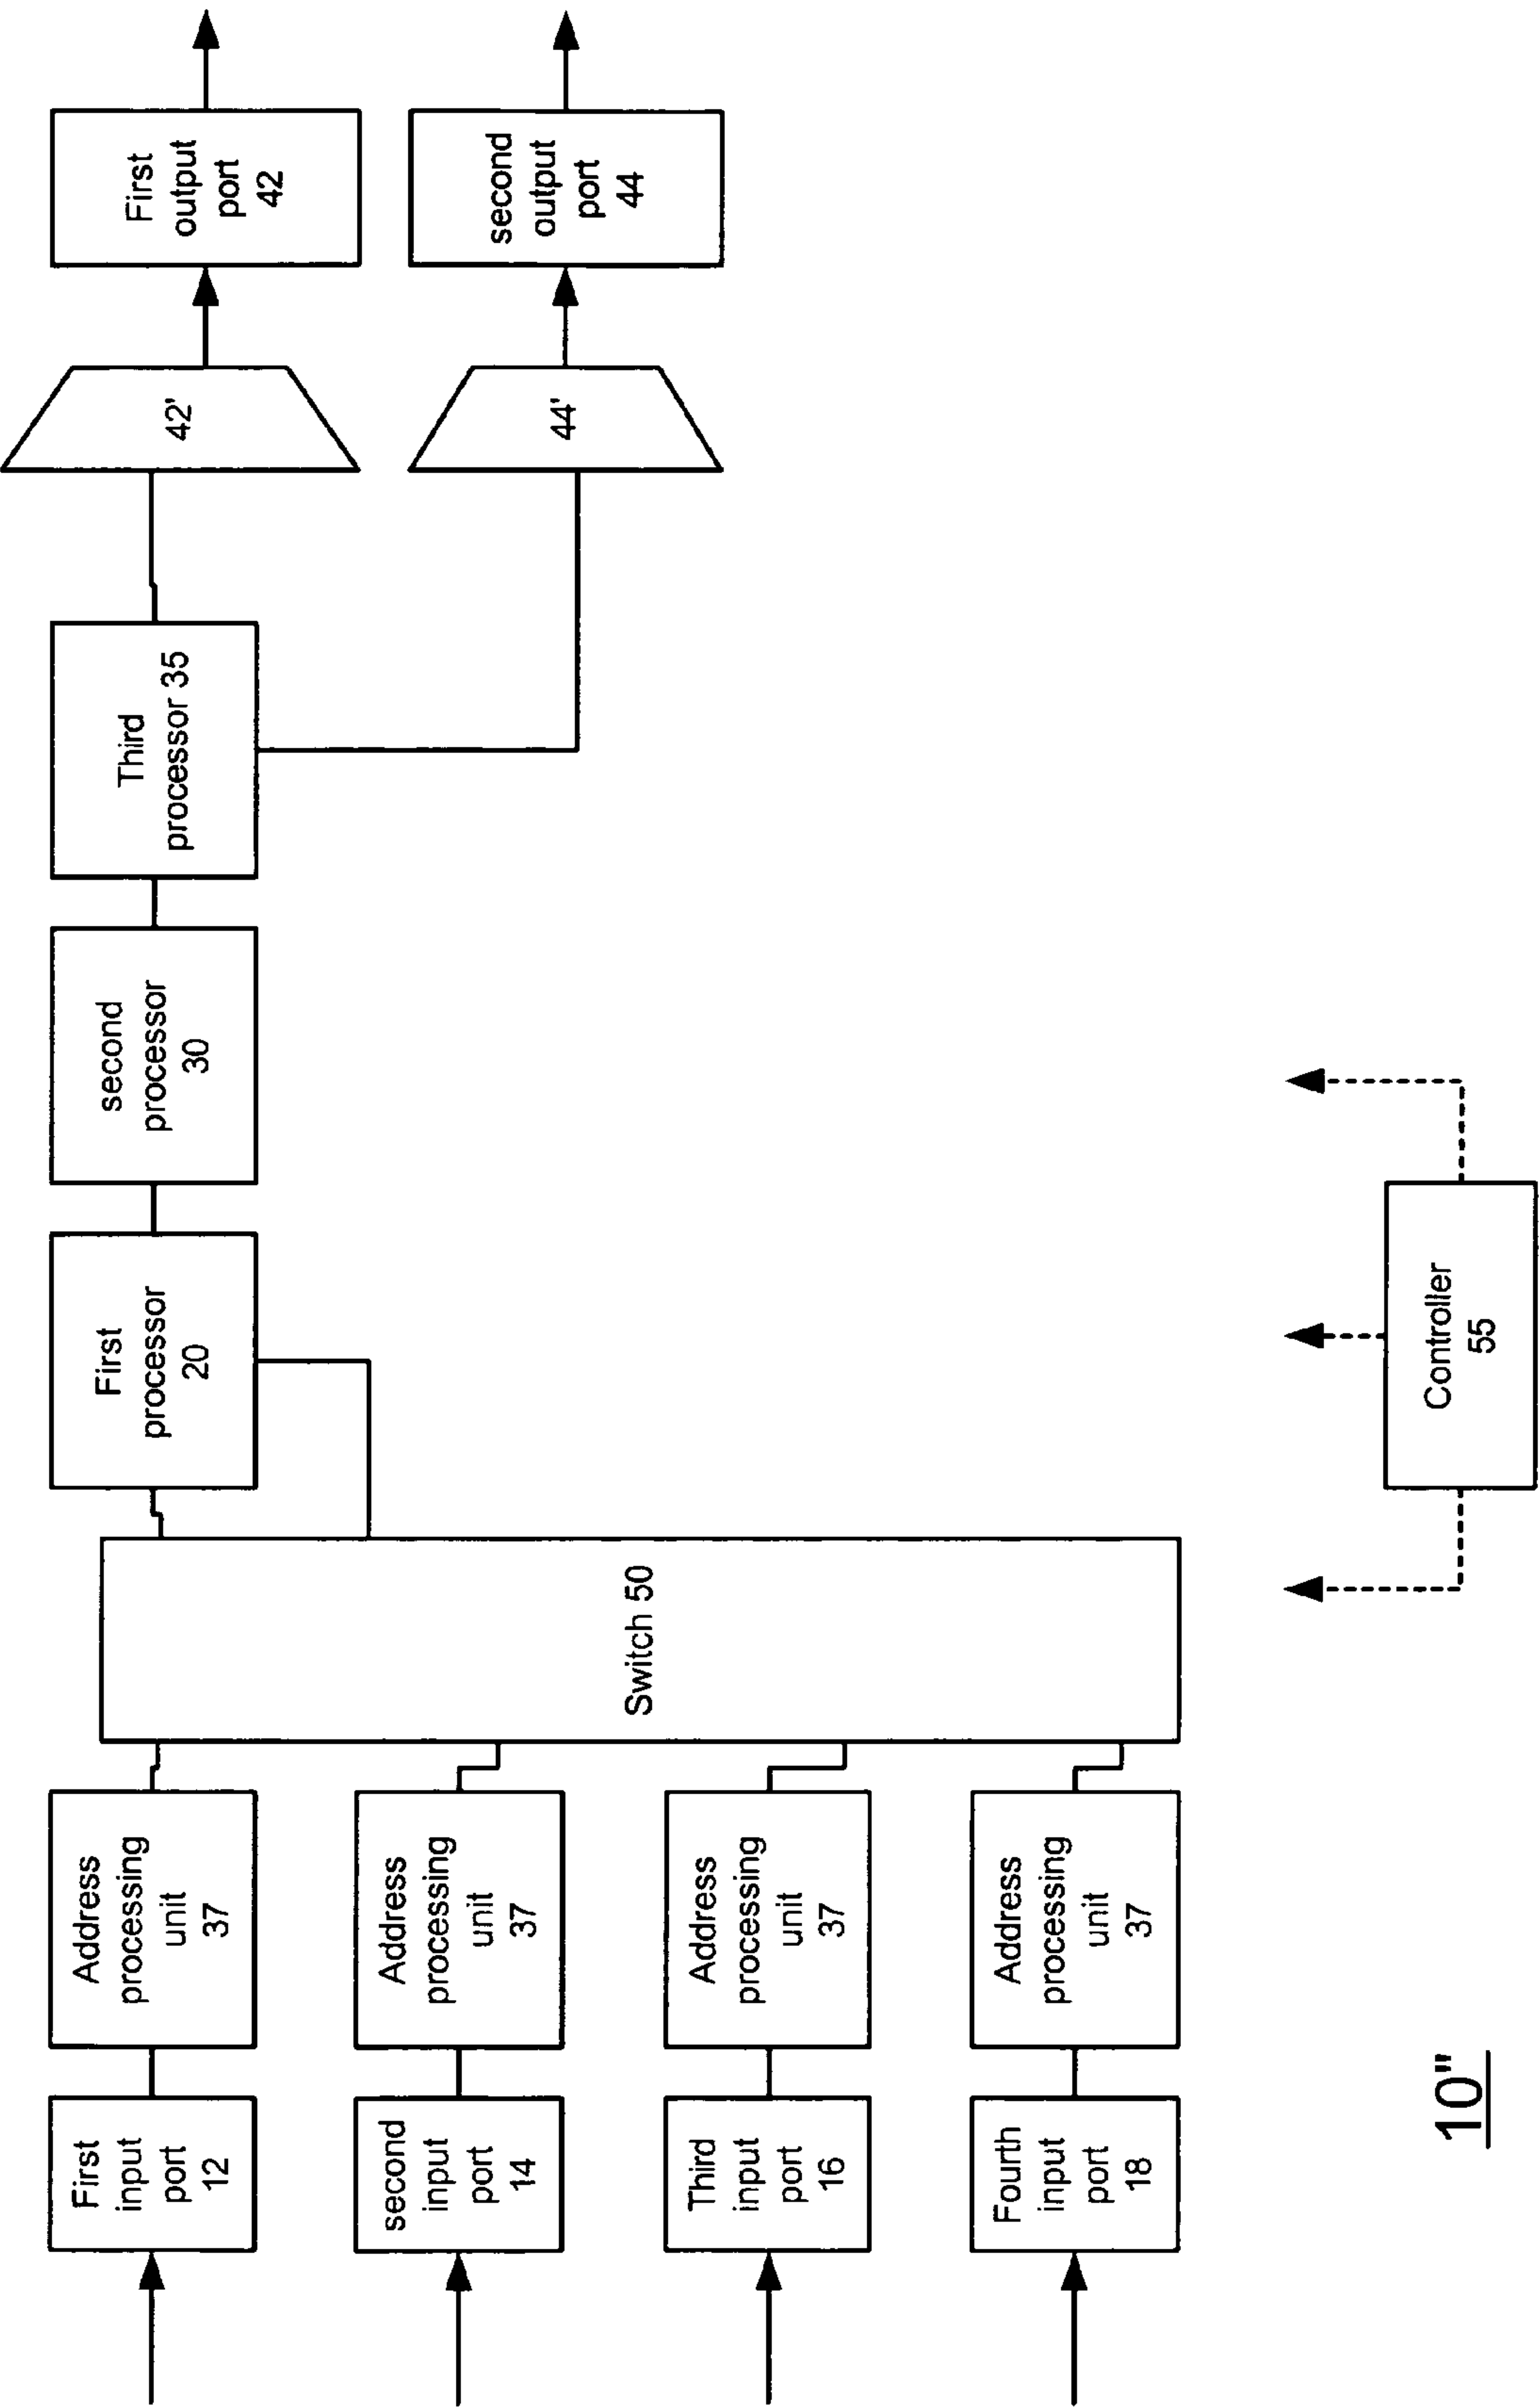 First
input
port
12
Address
processing
unit
37
second
input
port
14
Address
processing
unit
37
Third
input
port
16
Address
processing
unit
37
Fourth
input
port
18
Address
processing
unit
37
Switch 50
First
processor
20
second
processor
30
Third
processor 35
42'
First
output
port
42
44'
second
output
port
44
Controller
55
10"